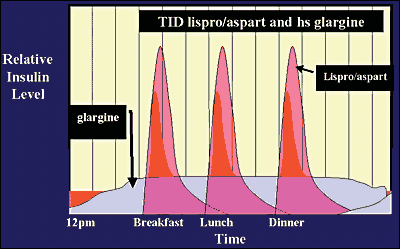 TID lispro/aspart and hs glargine
Relative
Insulin
Level
Lispro/aspart
glargine
12pm Breakfast Lunch Dinner
Time